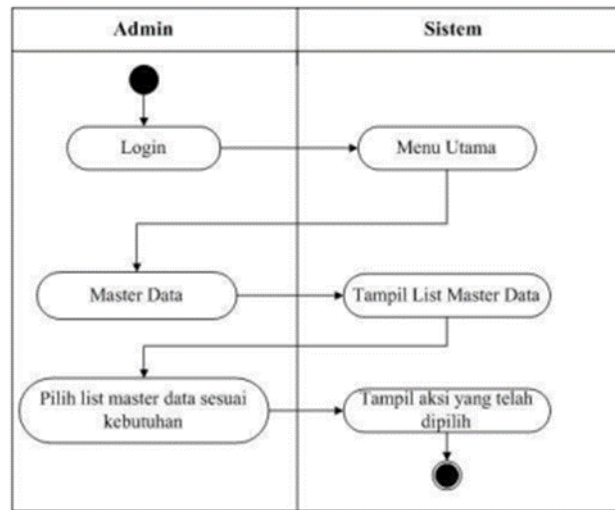 Admin
Sistem
Login
Menu Utama
Master Data
Tampil List Master Data
Pilih list master data sesuai
kebutuhan
Tampil aksi yang telah
dipilih